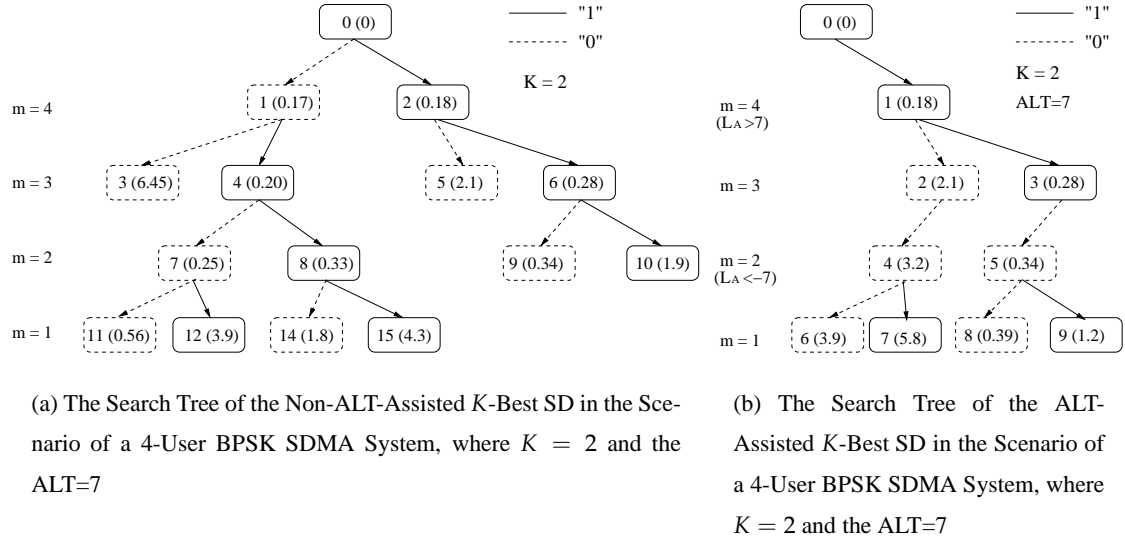 0 (0)
"1"
"0"
K = 2
m = 4
1 (0.17)
2 (0.18)
m = 3
3 (6.45)
4 (0.20)
5 (2.1)
6 (0.28)
m = 2
7 (0.25)
8 (0.33)
9 (0.34)
10 (1.9)
m = 1
11 (0.56)
12 (3.9)
14 (1.8)
15 (4.3)
(a) The Search Tree of the Non-ALT-Assisted K-Best SD in the Sce-
nario of a 4-User BPSK SDMA System, where K = 2 and the
ALT=7
0 (0)
"1"
"0"
K = 2
ALT=7
m = 4
(LA >7)
1 (0.18)
m = 3
2 (2.1)
3 (0.28)
m = 2
(LA <−7)
4 (3.2)
5 (0.34)
m = 1
6 (3.9)
7 (5.8)
8 (0.39)
9 (1.2)
(b) The Search Tree of the ALT-
Assisted K-Best SD in the Scenario of
a 4-User BPSK SDMA System, where
K = 2 and the ALT=7